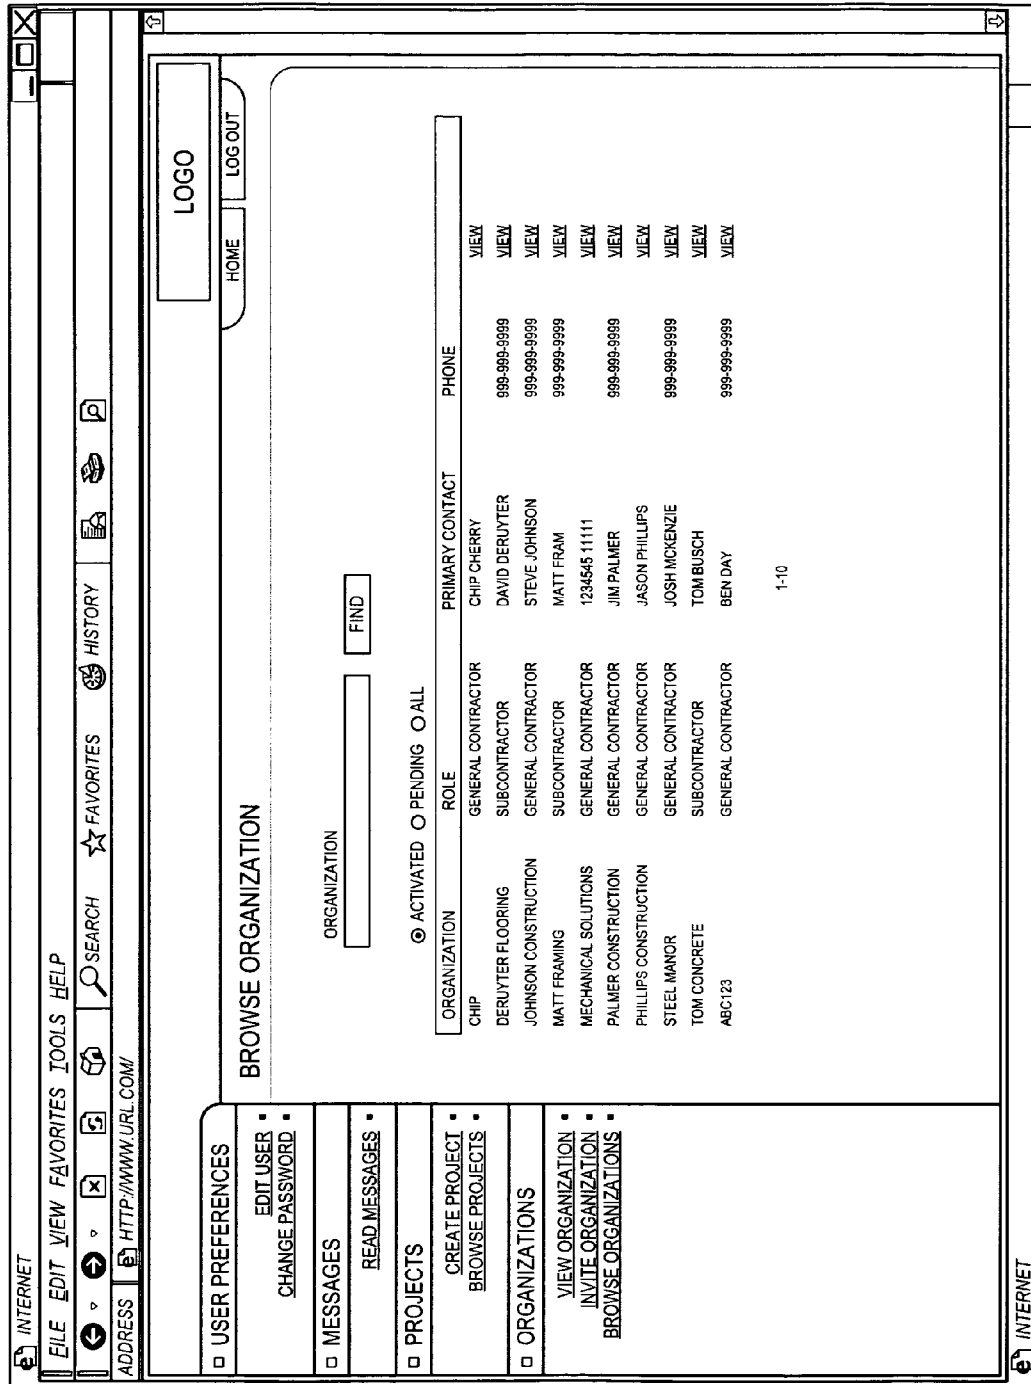 INTERNET
FILE EDIT VIEW FAVORITES TOOLS HELP
SEARCH FAVORITES HISTORY
ADDRESS HTTP://WWW.URL.COM/
LOGO
HOME LOG OUT
USER PREFERENCES
EDIT USER
CHANGE PASSWORD
MESSAGES
READ MESSAGES
PROJECTS
CREATE PROJECT
BROWSE PROJECTS
ORGANIZATIONS
VIEW ORGANIZATION
INVITE ORGANIZATION
BROWSE ORGANIZATIONS
BROWSE ORGANIZATION
ORGANIZATION
FIND
ACTIVATED PENDING ALL
ORGANIZATION ROLE PRIMARY CONTACT PHONE
CHIP GENERAL CONTRACTOR CHIP CHERRY VIEW
DERUYTER FLOORING SUBCONTRACTOR DAVID DERUYTER 999-999-9999 VIEW
JOHNSON CONSTRUCTION GENERAL CONTRACTOR STEVE JOHNSON 999-999-9999 VIEW
MATT FRAMING SUBCONTRACTOR MATT FRAM 999-999-9999 VIEW
MECHANICAL SOLUTIONS GENERAL CONTRACTOR 1234545 11111 VIEW
PALMER CONSTRUCTION GENERAL CONTRACTOR JIM PALMER 999-999-9999 VIEW
PHILLIPS CONSTRUCTION GENERAL CONTRACTOR JASON PHILLIPS VIEW
STEEL MANOR GENERAL CONTRACTOR JOSH MCKENZIE 999-999-9999 VIEW
TOM CONCRETE SUBCONTRACTOR TOM BUSCH VIEW
ABC123 GENERAL CONTRACTOR BEN DAY 999-999-9999 VIEW
1-10
INTERNET